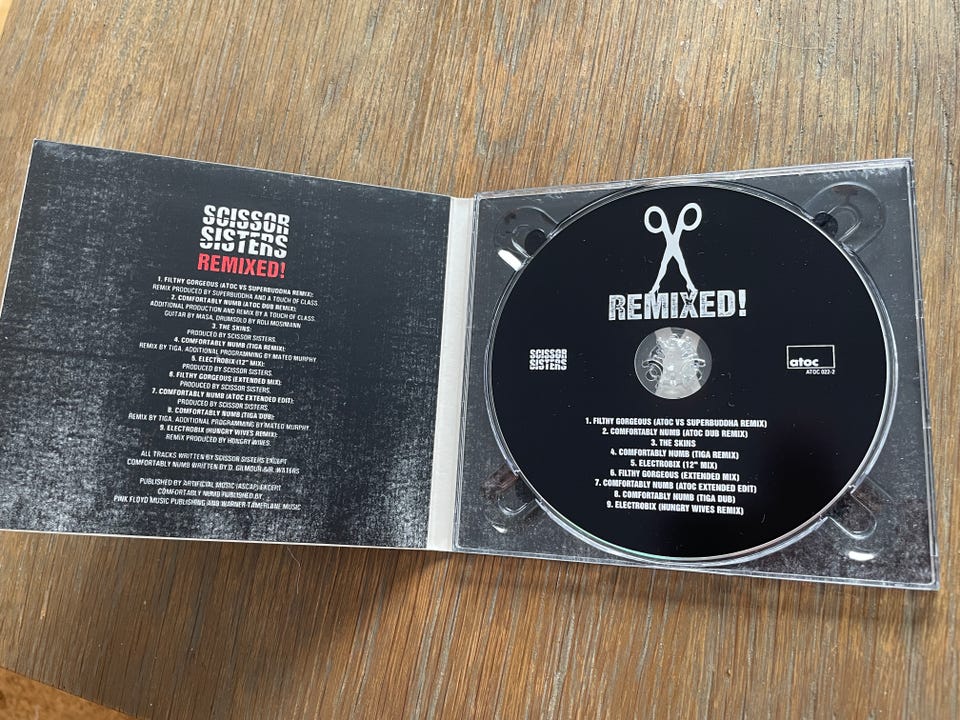 SCISSOR
SISTERS
REMIXED!
1. FILTHY GORGEOUS (ATOC VS SUPERBUDDHA REMIX):
REMIX PRODUCED BY SUPERBUDDHA AND A TOUCH OF CLASS.
2. COMFORTABLY NUMB (ATOC DUB REMIX):
ADDITIONAL PRODUCTION AND REMIX BY A TOUCH OF CLASS.
GUITAR BY MASA, DRUMSOLO BY ROLI MOSIMANN
3. THE SKINS:
PRODUCED BY SCISSOR SISTERS.
4. COMFORTABLY NUMB (TIGA REMIX):
REMIX BY TIGA, ADDITIONAL PROGRAMMING BY MATEO MURPHY.
5. ELECTROBIX (12" MIX):
PRODUCED BY SCISSOR SISTERS.
6. FILTHY GORGEOUS (EXTENDED MIX):
PRODUCED BY SCISSOR SISTERS.
7. COMFORTABLY NUMB (ATOC EXTENDED EDIT):
PRODUCED BY SCISSOR SISTERS.
8. COMFORTABLY NUMB (TIGA DUB):
REMIX BY TIGA, ADDITIONAL PROGRAMMING BY MATEO MURPHY
9. ELECTROBIX (HUNGRY WIVES REMIX):
REMIX PRODUCED BY HUNGRY WIVES.
ALL TRACKS WRITTEN BY SCISSOR SISTERS EXCEPT
COMFORTABLY NUMB WRITTEN BY D. GILMOUR & R. WATERS
PUBLISHED BY ARTIFICIAL MUSIC (ASCAP) EXCEPT
COMFORTABLY NUMB PUBLISHED BY
PINK FLOYD MUSIC PUBLISHING AND WARNER-TAMERLANE MUSIC
REMIXED!
SCISSOR
SISTERS
atoc
ATOC 022-2
1. FILTHY GORGEOUS (ATOC VS SUPERBUDDHA REMIX)
2. COMFORTABLY NUMB (ATOC DUB REMIX)
3. THE SKINS
4. COMFORTABLY NUMB (TIGA REMIX)
5. ELECTROBIX (12" MIX)
6. FILTHY GORGEOUS (EXTENDED MIX)
7. COMFORTABLY NUMB (ATOC EXTENDED EDIT)
8. COMFORTABLY NUMB (TIGA DUB)
9. ELECTROBIX (HUNGRY WIVES REMIX)